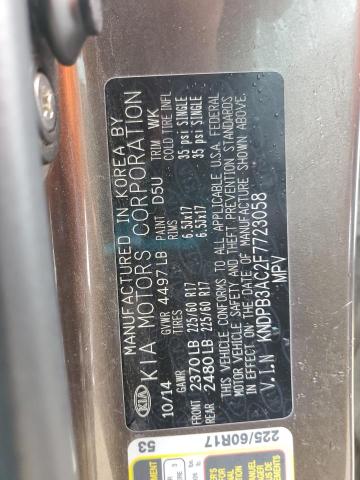 KIA
MANUFACTURED IN KOREA BY
KIA MOTORS CORPORATION
10/14 GVWR 4497 LB PAINT D5U TRIM WK
GAWR TIRES RIMS COLD TIRE INFL
FRONT 2370 LB 225/60 R17 6.5Jx17 35 psi SINGLE
REAR 2480 LB 225/60 R17 6.5Jx17 35 psi SINGLE
THIS VEHICLE CONFORMS TO ALL APPLICABLE U.S.A. FEDERAL
MOTOR VEHICLE SAFETY AND THEFT PREVENTION STANDARDS
IN EFFECT ON THE DATE OF MANUFACTURE SHOWN ABOVE.
V.I.N KNDPB3AC2F7723058
MPV
53
225/60R17